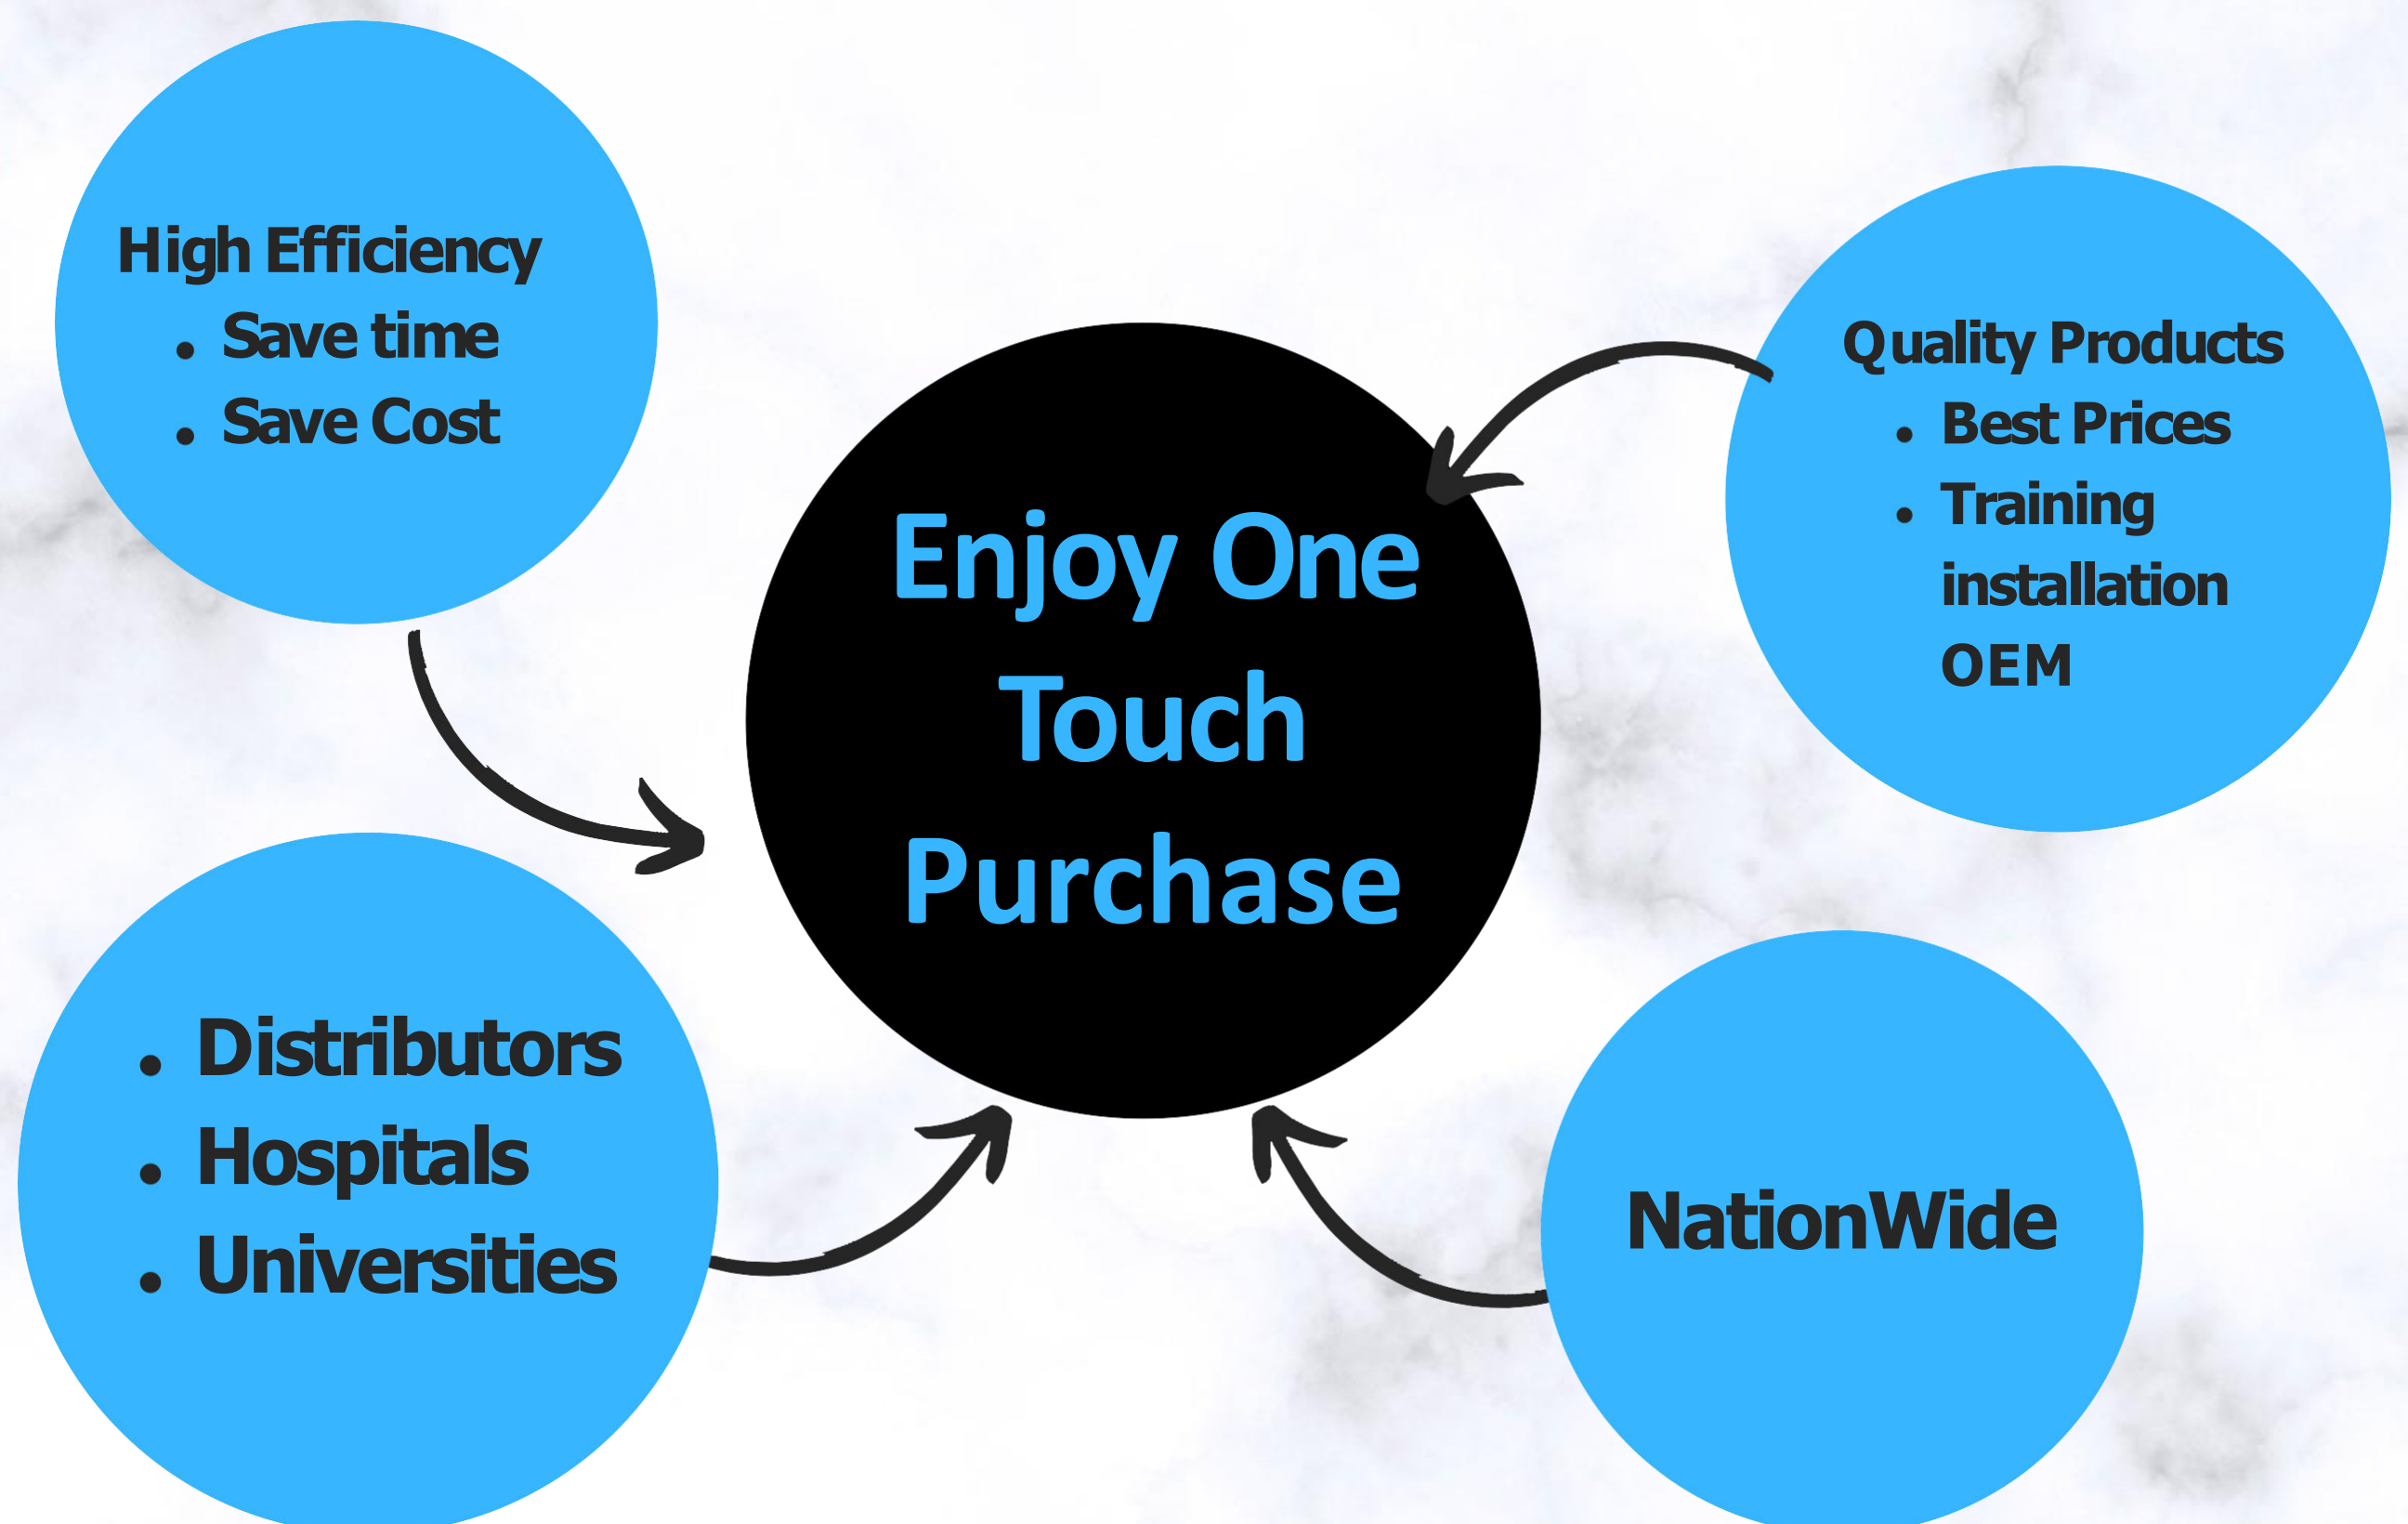 High Efficiency
• Save time
• Save Cost
Enjoy One
Touch
Purchase
Quality Products
• Best Prices
• Training
installation
OEM
• Distributors
• Hospitals
• Universities
NationWide